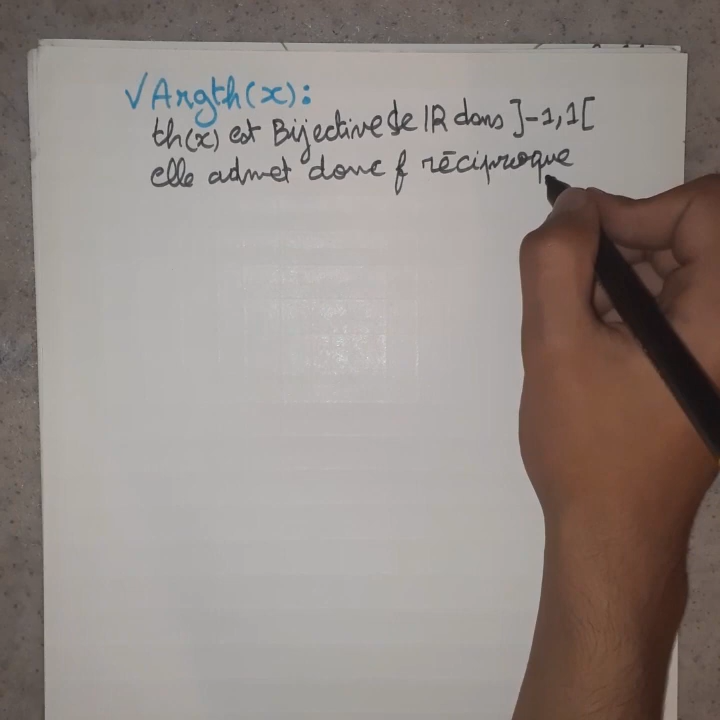 √ Argth(x):
th(x) est Bijective de IR dans ]-1,1[
elle admet donc f réciproque